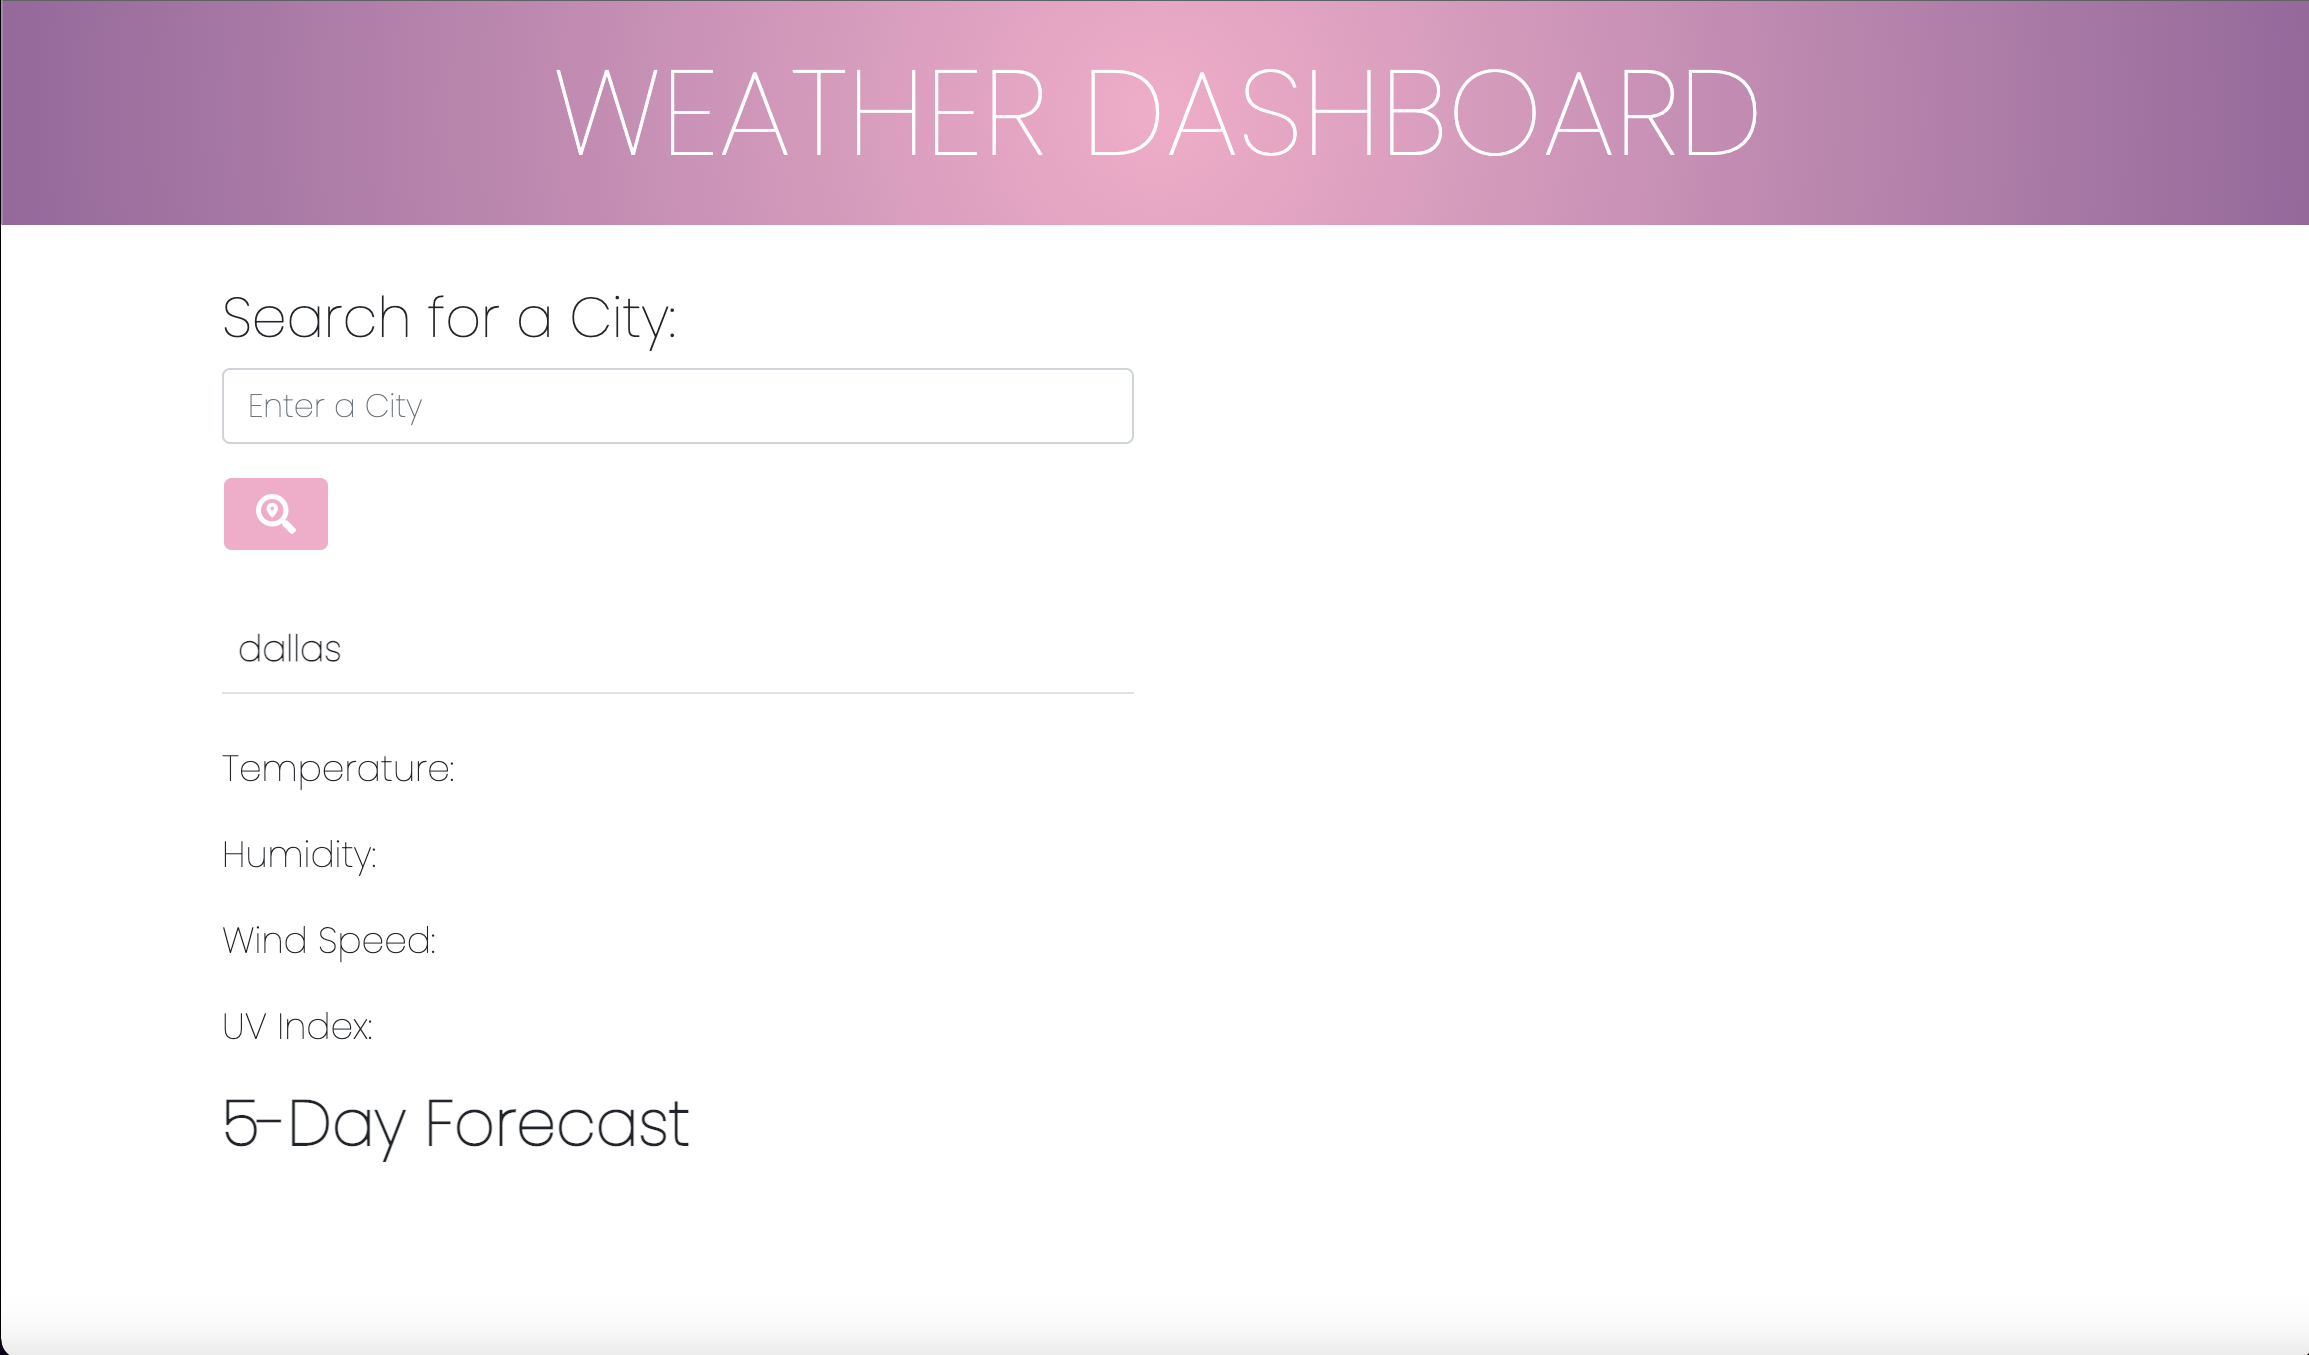 WEATHER DASHBOARD
Search for a City:
Enter a City
dallas
Temperature:
Humidity:
Wind Speed:
UV Index:
5-Day Forecast